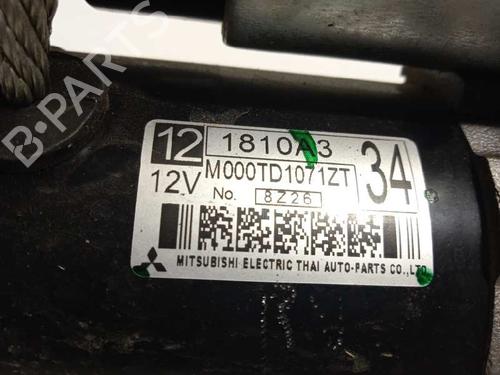 B-PARTS
12 1810A3
12V M000TD1071ZT 34
No. 8Z26
MITSUBISHI ELECTRIC THAI AUTO-PARTS CO.,LTD